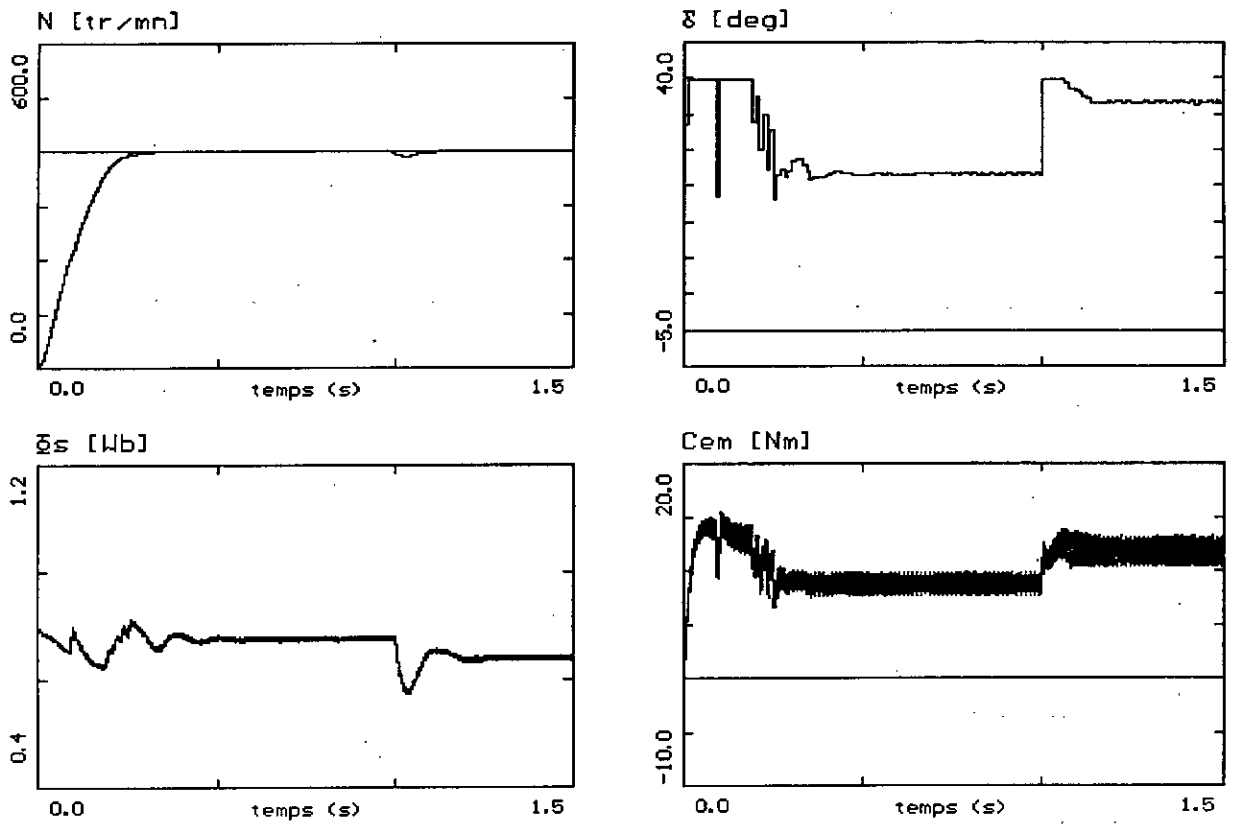 N [tr/mn]
600.0
0.0
0.0 temps (s) 1.5
δ [deg]
40.0
-5.0
0.0 temps (s) 1.5
Φs [Wb]
1.2
0.4
0.0 temps (s) 1.5
Cem [Nm]
20.0
-10.0
0.0 temps (s) 1.5